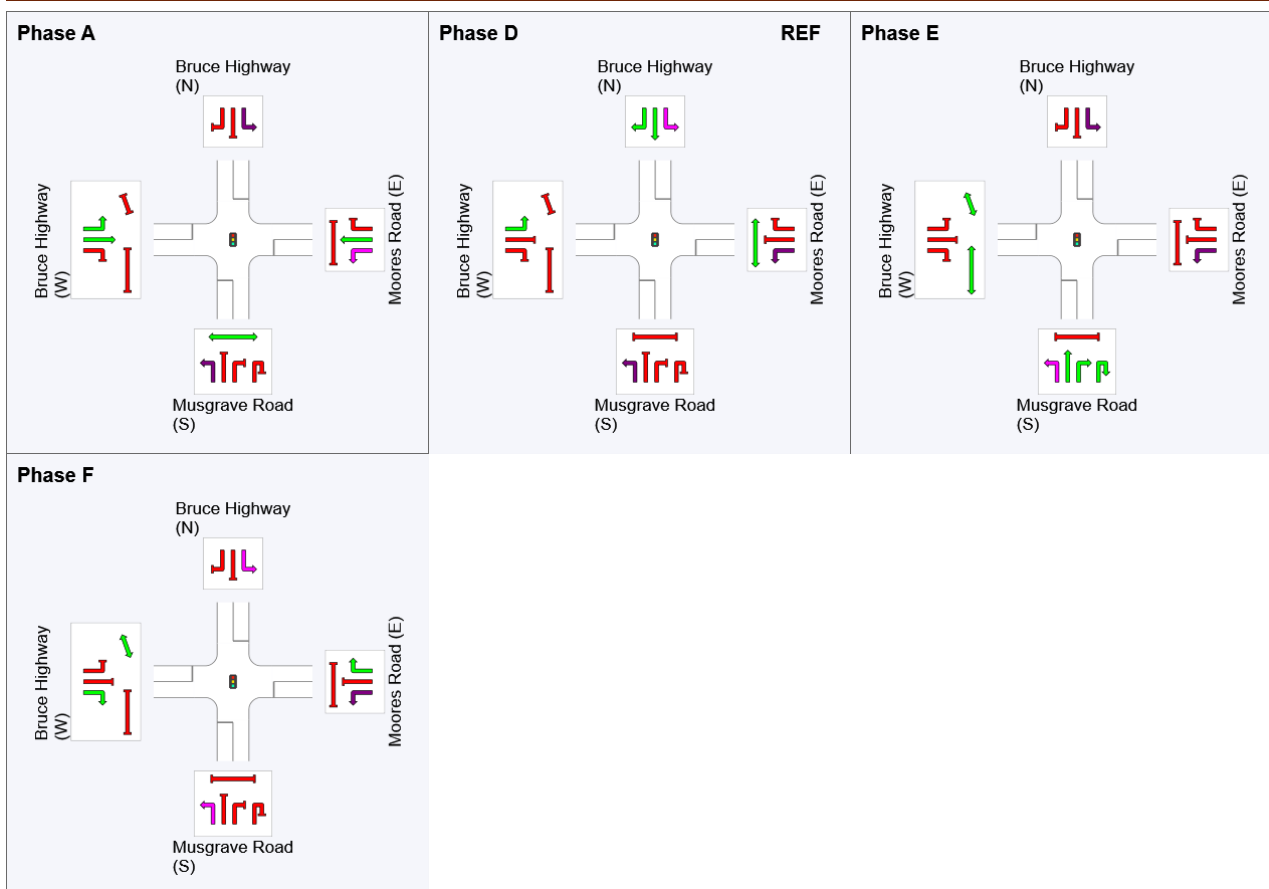 Phase A
Bruce Highway
(N)
Bruce Highway
(W)
Moores Road (E)
Musgrave Road
(S)
Phase D
REF
Bruce Highway
(N)
Bruce Highway
(W)
Moores Road (E)
Musgrave Road
(S)
Phase E
Bruce Highway
(N)
Bruce Highway
(W)
Moores Road (E)
Musgrave Road
(S)
Phase F
Bruce Highway
(N)
Bruce Highway
(W)
Moores Road (E)
Musgrave Road
(S)